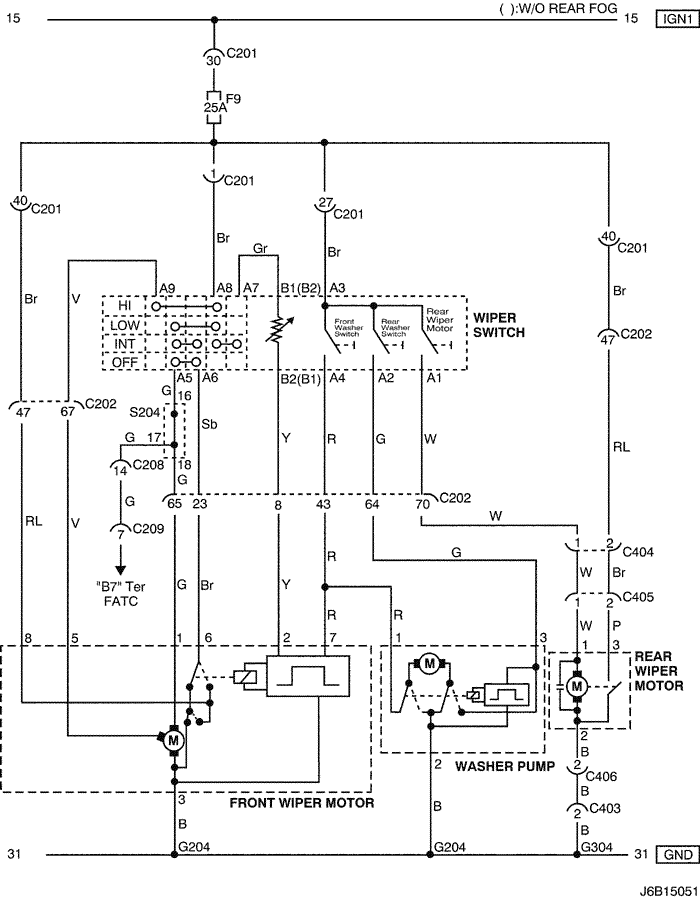 ( ):W/O REAR FOG
15 15 IGN1
30 C201
F9
25A
1 C201
40 C201
27 C201
40 C201
Br
Gr
Br
Br V
Br
A9 A8 A7 B1(B2) A3
HI
LOW
INT
OFF
Front Washer Switch
Rear Washer Switch
Rear Wiper Motor
WIPER SWITCH
47 C202
A5 A6 B2(B1) A4 A2 A1
47 67 C202
G 16
S204
Sb
G 17
14 C208
18
G
Y R G W
RL
65 23 8 43 64 70 C202
G
7 C209
"B7" Ter
FATC
W
RL V
G Br Y R
G
1 2 C404
W Br
1 2 C405
R R
W P
8 5 1 6 2 7 1 3
1 3
M
M
M
REAR WIPER MOTOR
2
WASHER PUMP
2
B
2 C406
3
FRONT WIPER MOTOR
B
B
B
2 C403
B
31 G204 G204 G304 31 GND
J6B15051